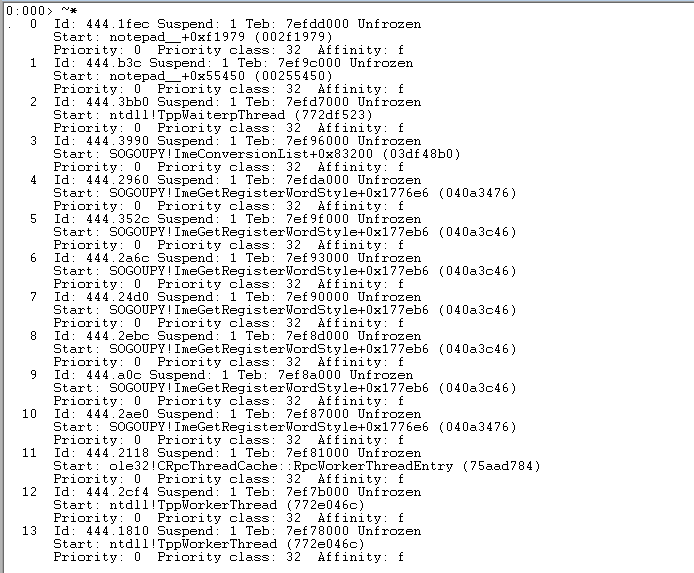 0:000> ~*
.  0  Id: 444.1fec Suspend: 1 Teb: 7efdd000 Unfrozen
Start: notepad__+0xf1979 (002f1979)
Priority: 0  Priority class: 32  Affinity: f
1  Id: 444.b3c Suspend: 1 Teb: 7ef9c000 Unfrozen
Start: notepad__+0x55450 (00255450)
Priority: 0  Priority class: 32  Affinity: f
2  Id: 444.3bb0 Suspend: 1 Teb: 7efd7000 Unfrozen
Start: ntdll!TppWaiterpThread (772df523)
Priority: 0  Priority class: 32  Affinity: f
3  Id: 444.3990 Suspend: 1 Teb: 7ef96000 Unfrozen
Start: SOGOUPY!ImeConversionList+0x83200 (03df48b0)
Priority: 0  Priority class: 32  Affinity: f
4  Id: 444.2960 Suspend: 1 Teb: 7efda000 Unfrozen
Start: SOGOUPY!ImeGetRegisterWordStyle+0x1776e6 (040a3476)
Priority: 0  Priority class: 32  Affinity: f
5  Id: 444.352c Suspend: 1 Teb: 7ef9f000 Unfrozen
Start: SOGOUPY!ImeGetRegisterWordStyle+0x177eb6 (040a3c46)
Priority: 0  Priority class: 32  Affinity: f
6  Id: 444.2a6c Suspend: 1 Teb: 7ef93000 Unfrozen
Start: SOGOUPY!ImeGetRegisterWordStyle+0x177eb6 (040a3c46)
Priority: 0  Priority class: 32  Affinity: f
7  Id: 444.24d0 Suspend: 1 Teb: 7ef90000 Unfrozen
Start: SOGOUPY!ImeGetRegisterWordStyle+0x177eb6 (040a3c46)
Priority: 0  Priority class: 32  Affinity: f
8  Id: 444.2ebc Suspend: 1 Teb: 7ef8d000 Unfrozen
Start: SOGOUPY!ImeGetRegisterWordStyle+0x177eb6 (040a3c46)
Priority: 0  Priority class: 32  Affinity: f
9  Id: 444.a0c Suspend: 1 Teb: 7ef8a000 Unfrozen
Start: SOGOUPY!ImeGetRegisterWordStyle+0x177eb6 (040a3c46)
Priority: 0  Priority class: 32  Affinity: f
10  Id: 444.2ae0 Suspend: 1 Teb: 7ef87000 Unfrozen
Start: SOGOUPY!ImeGetRegisterWordStyle+0x1776e6 (040a3476)
Priority: 0  Priority class: 32  Affinity: f
11  Id: 444.2118 Suspend: 1 Teb: 7ef81000 Unfrozen
Start: ole32!CRpcThreadCache::RpcWorkerThreadEntry (75aad784)
Priority: 0  Priority class: 32  Affinity: f
12  Id: 444.2cf4 Suspend: 1 Teb: 7ef7b000 Unfrozen
Start: ntdll!TppWorkerThread (772e046c)
Priority: 0  Priority class: 32  Affinity: f
13  Id: 444.1810 Suspend: 1 Teb: 7ef78000 Unfrozen
Start: ntdll!TppWorkerThread (772e046c)
Priority: 0  Priority class: 32  Affinity: f